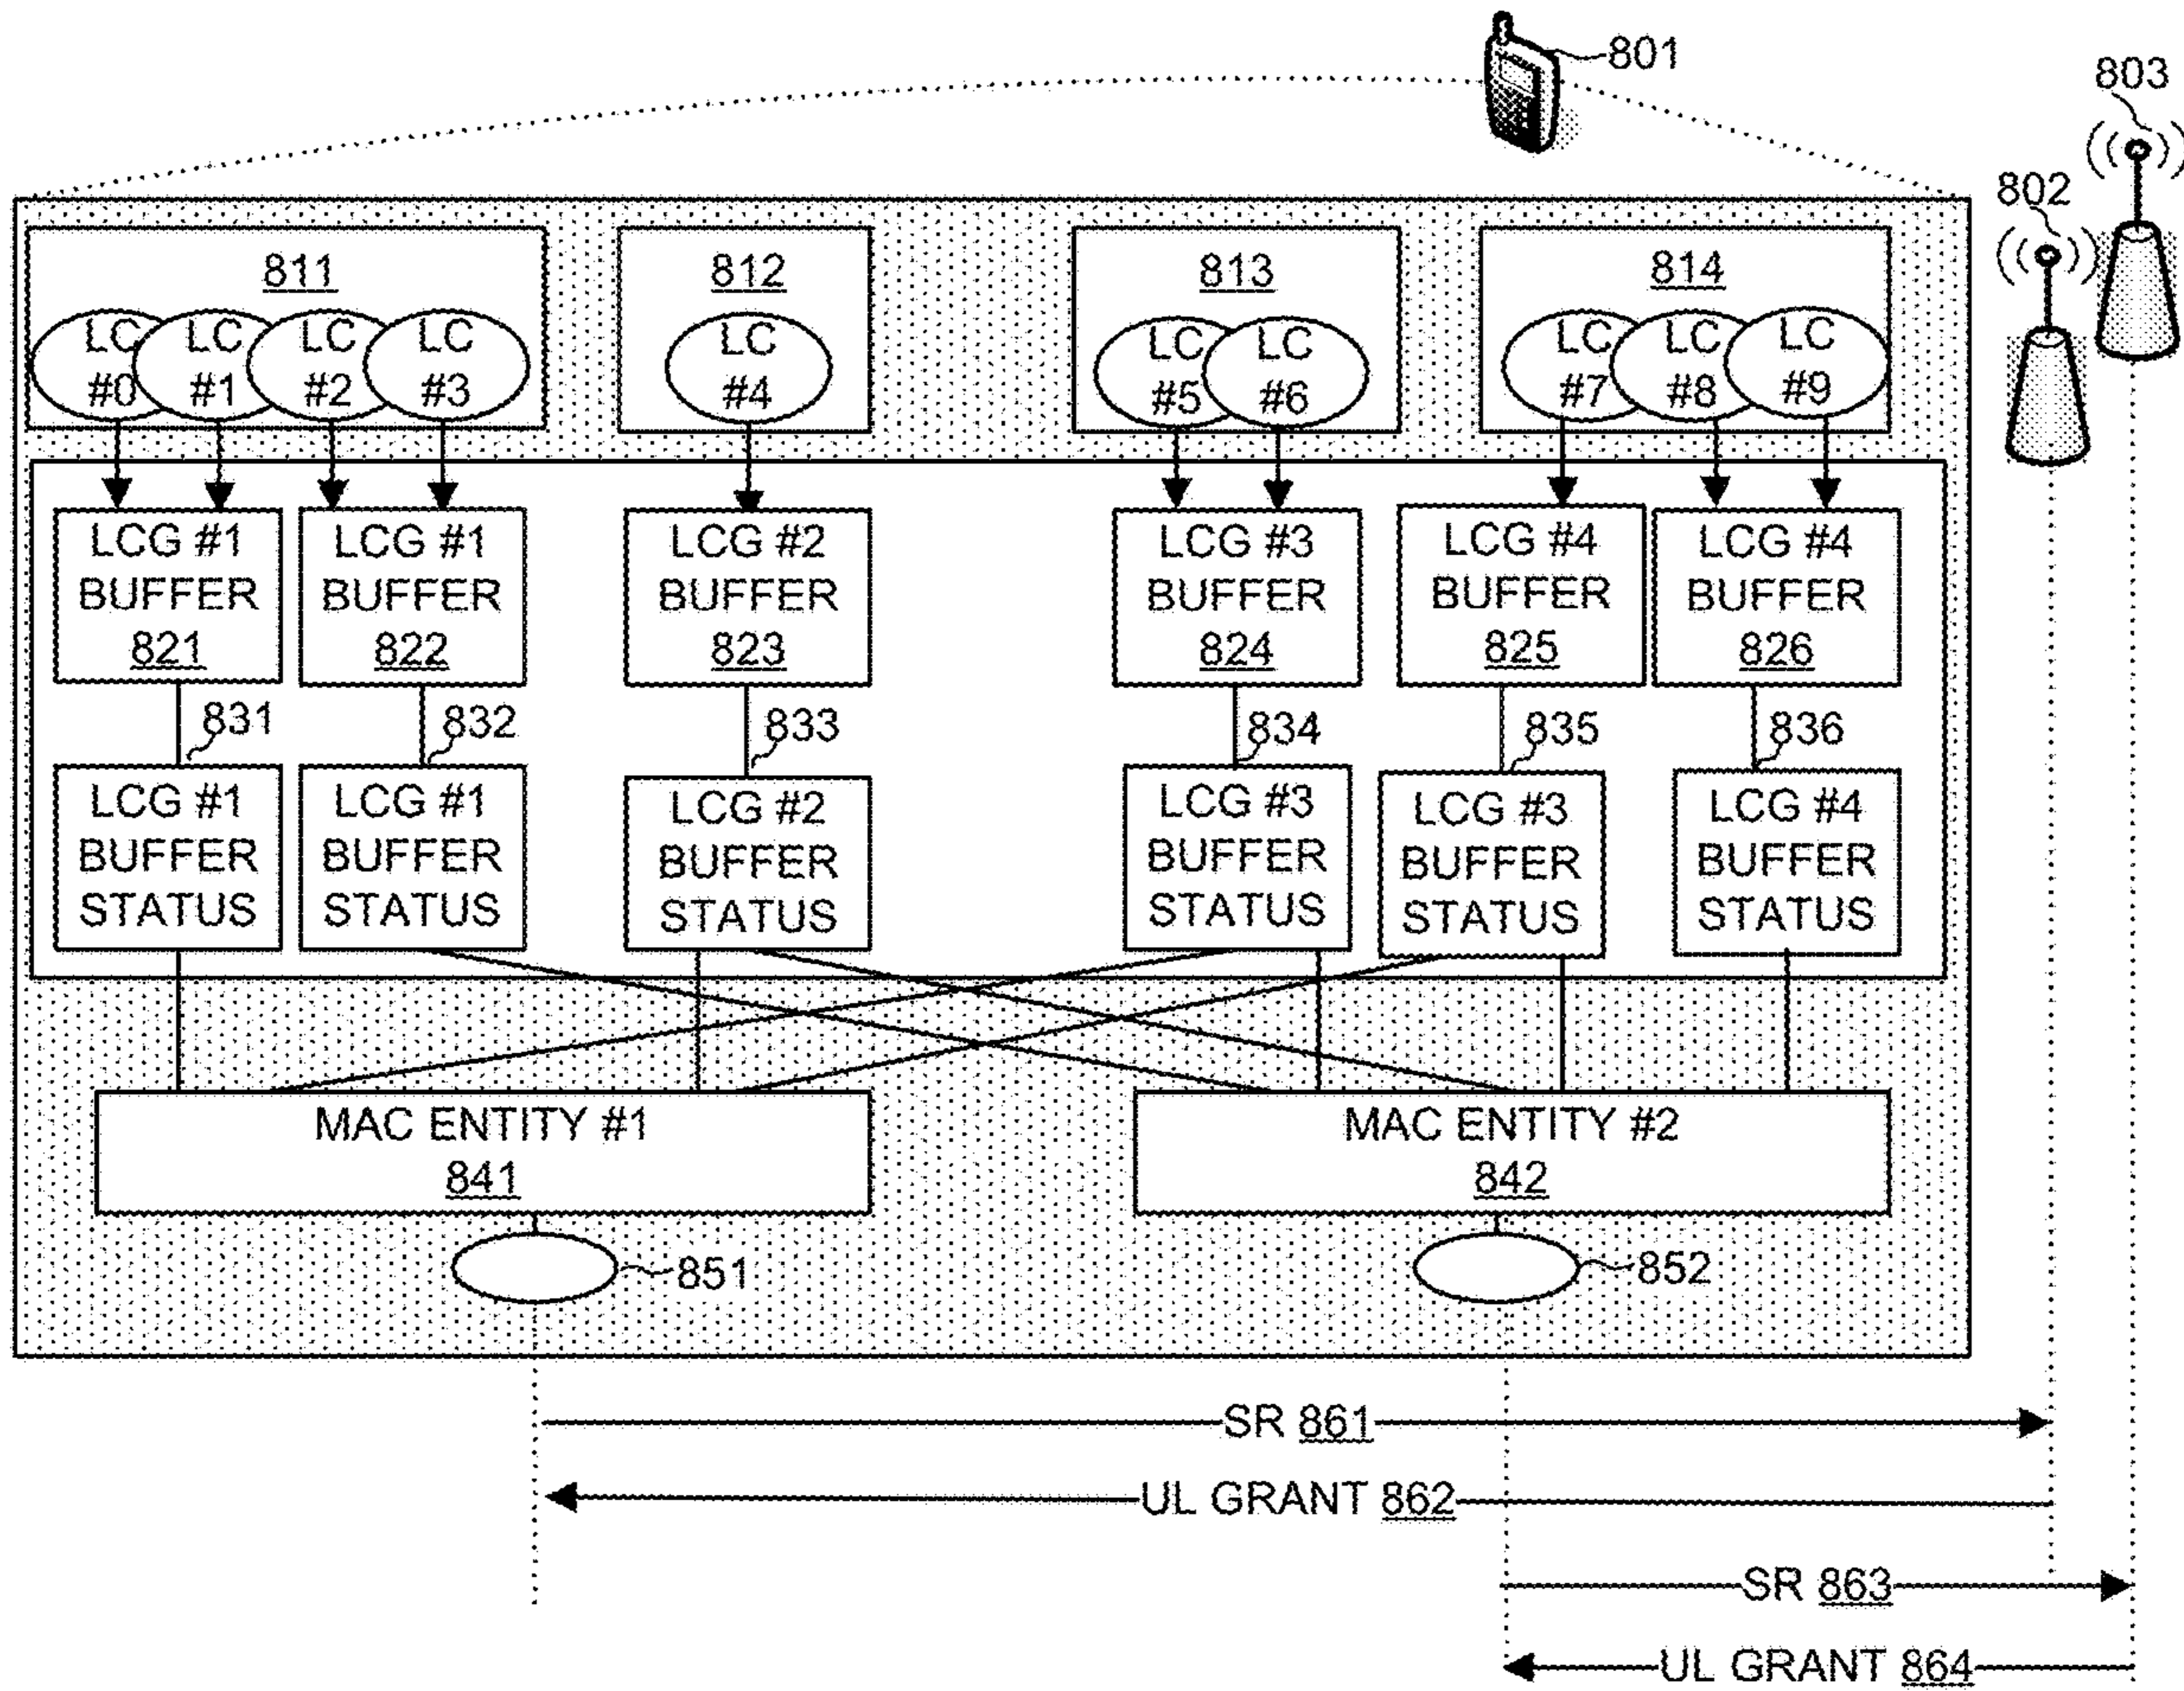 801
803
802
811
812
813
814
LC #0
LC #1
LC #2
LC #3
LC #4
LC #5
LC #6
LC #7
LC #8
LC #9
LCG #1
BUFFER
821
LCG #1
BUFFER
822
LCG #2
BUFFER
823
LCG #3
BUFFER
824
LCG #4
BUFFER
825
LCG #4
BUFFER
826
831
832
833
834
835
836
LCG #1
BUFFER
STATUS
LCG #1
BUFFER
STATUS
LCG #2
BUFFER
STATUS
LCG #3
BUFFER
STATUS
LCG #3
BUFFER
STATUS
LCG #4
BUFFER
STATUS
MAC ENTITY #1
841
MAC ENTITY #2
842
851
852
SR 861
UL GRANT 862
SR 863
UL GRANT 864